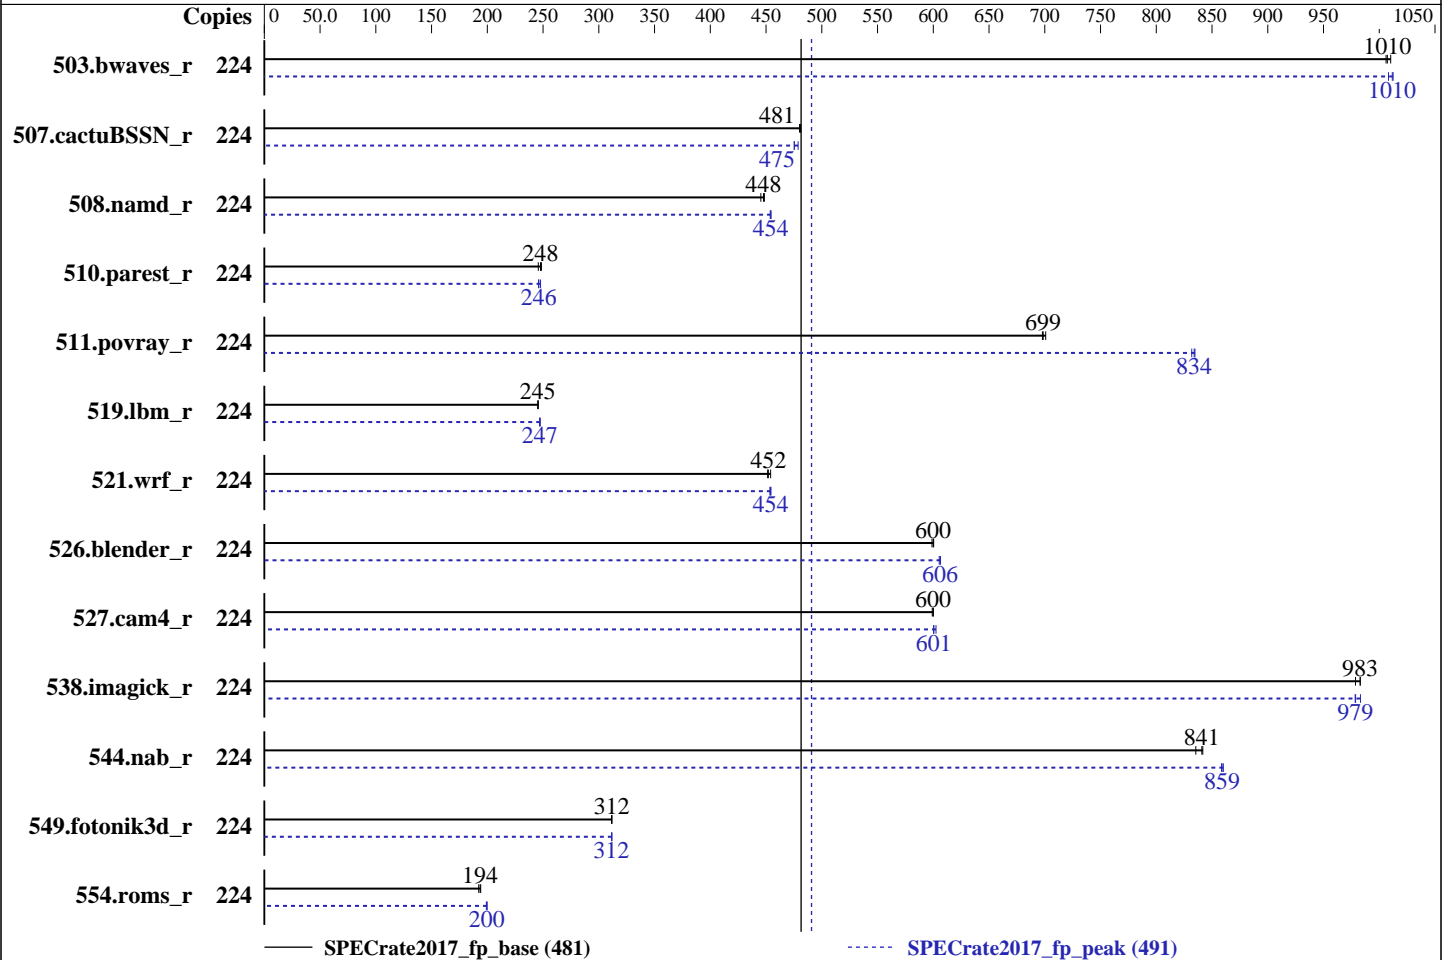 Copies 0 50.0 100 150 200 250 300 350 400 450 500 550 600 650 700 750 800 850 900 950 1050
503.bwaves_r 224 1010
1010
507.cactuBSSN_r 224 481
475
508.namd_r 224 448
454
510.parest_r 224 248
246
511.povray_r 224 699
834
519.lbm_r 224 245
247
521.wrf_r 224 452
454
526.blender_r 224 600
606
527.cam4_r 224 600
601
538.imagick_r 224 983
979
544.nab_r 224 841
859
549.fotonik3d_r 224 312
312
554.roms_r 224 194
200
SPECrate2017_fp_base (481) SPECrate2017_fp_peak (491)